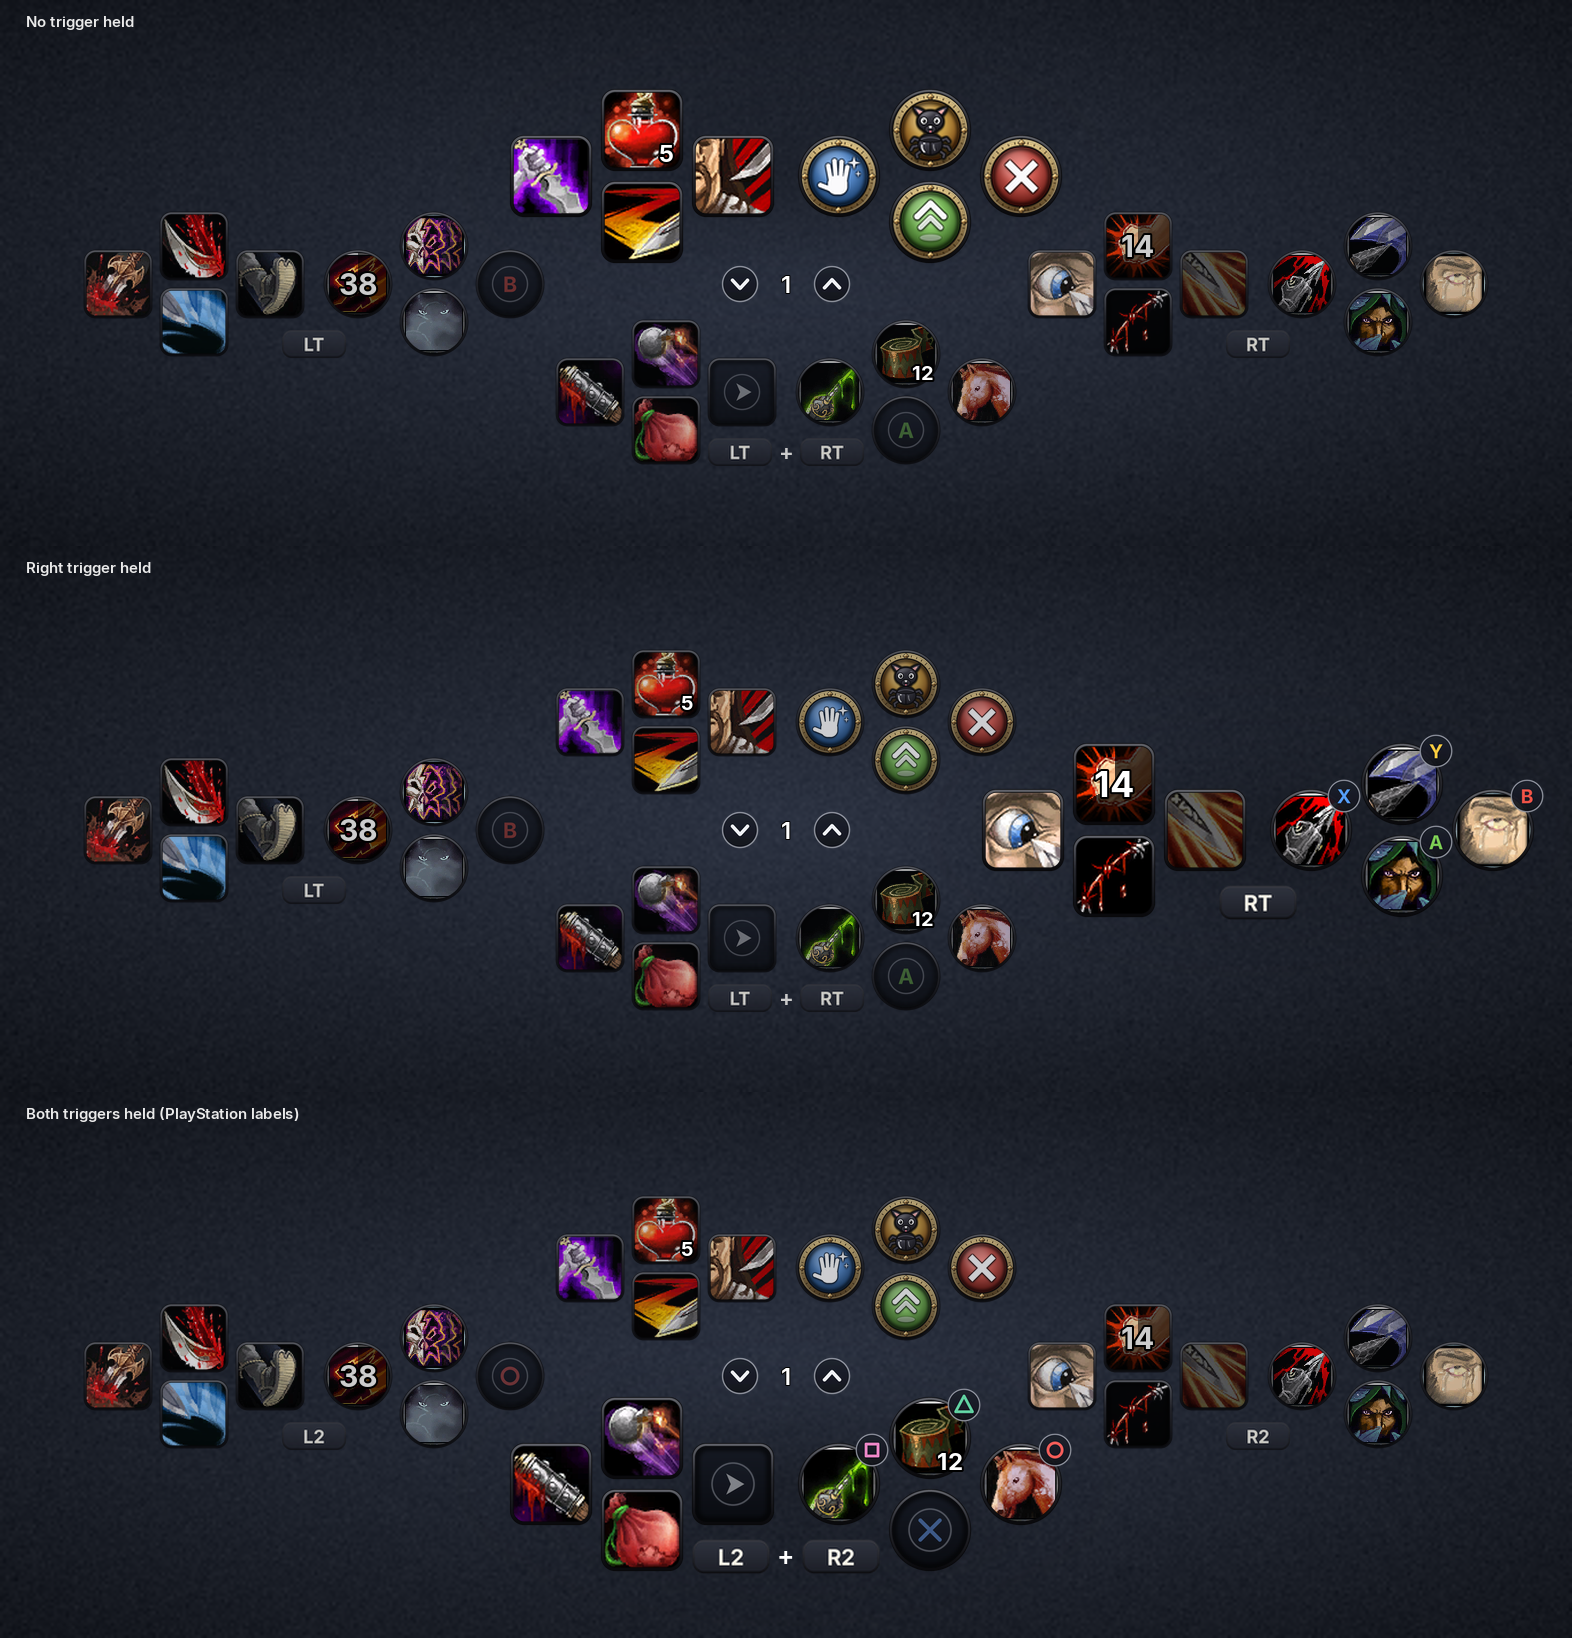 No trigger held
5
38
B
1
14
LT
RT
12
A
LT + RT
Right trigger held
5
Y
14
X
B
38
B
1
A
LT
RT
12
A
LT + RT
Both triggers held (PlayStation labels)
5
14
38
1
L2
R2
12
L2 + R2